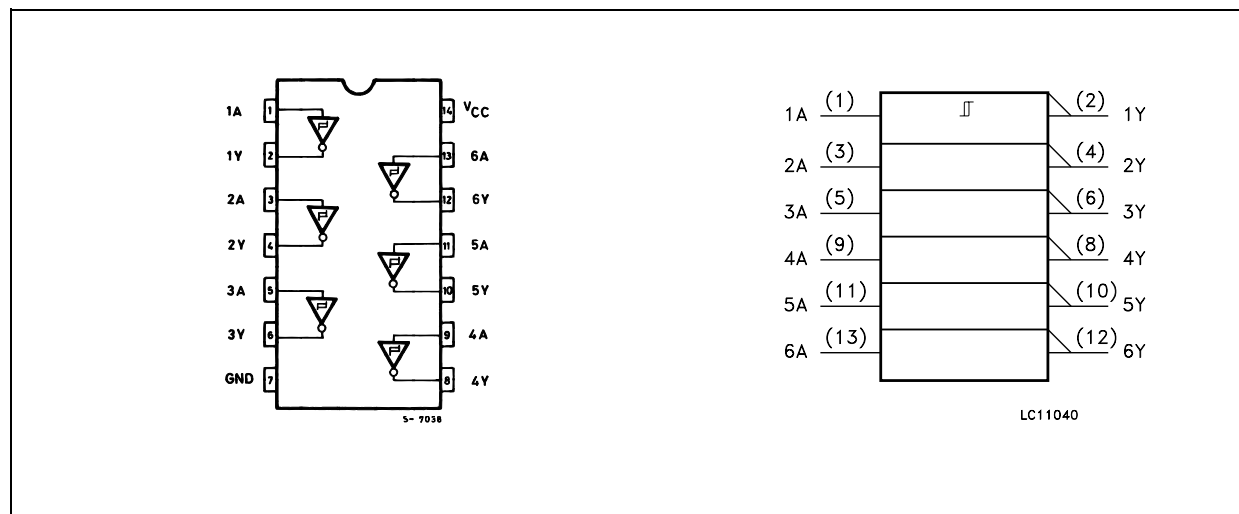 1A 1 14 VCC
1Y 2 13 6A
2A 3 12 6Y
2Y 4 11 5A
3A 5 10 5Y
3Y 6 9 4A
GND 7 8 4Y
S- 7038
1A (1) (2) 1Y
2A (3) (4) 2Y
3A (5) (6) 3Y
4A (9) (8) 4Y
5A (11) (10) 5Y
6A (13) (12) 6Y
LC11040